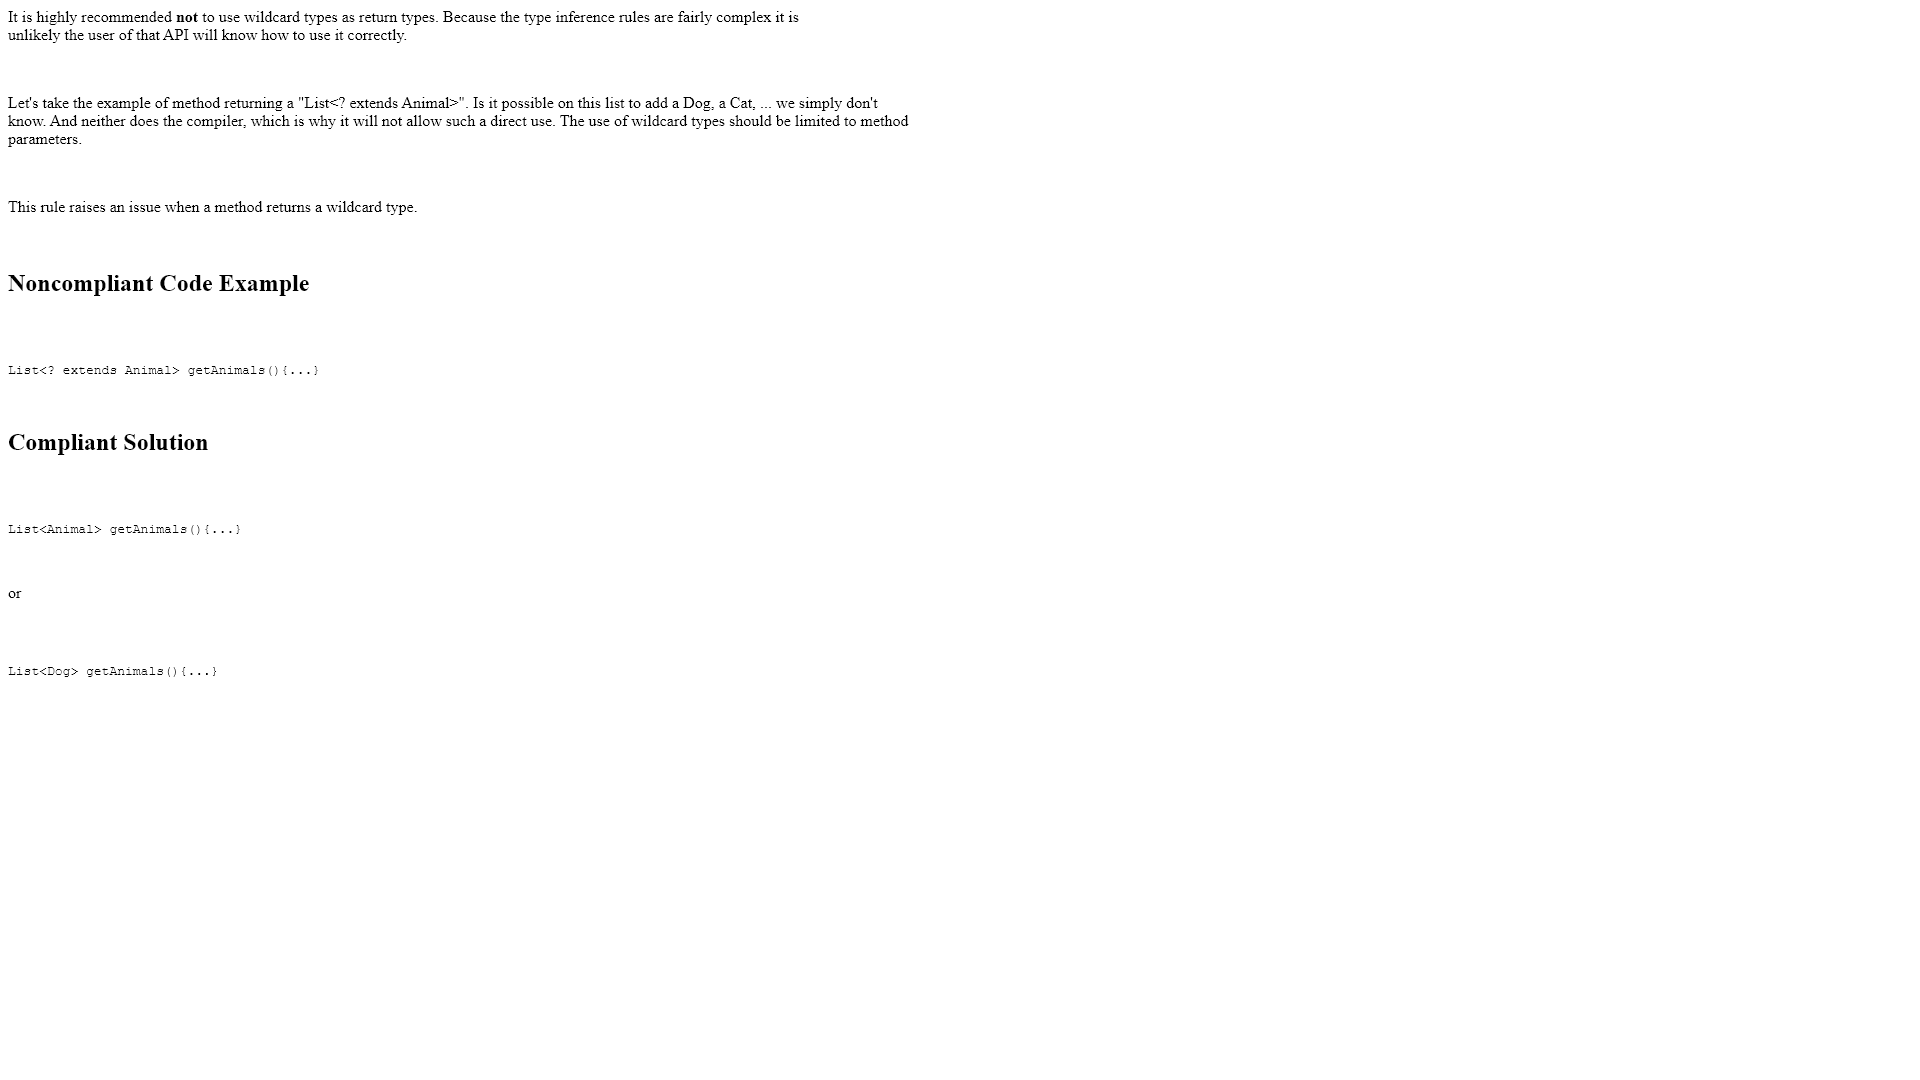 It is highly recommended not to use wildcard types as return types. Because the type inference rules are fairly complex it is
unlikely the user of that API will know how to use it correctly.
Let's take the example of method returning a "List<? extends Animal>". Is it possible on this list to add a Dog, a Cat, ... we simply don't
know. And neither does the compiler, which is why it will not allow such a direct use. The use of wildcard types should be limited to method
parameters.
This rule raises an issue when a method returns a wildcard type.
Noncompliant Code Example
List<? extends Animal> getAnimals(){...}
Compliant Solution
List<Animal> getAnimals(){...}
or
List<Dog> getAnimals(){...}